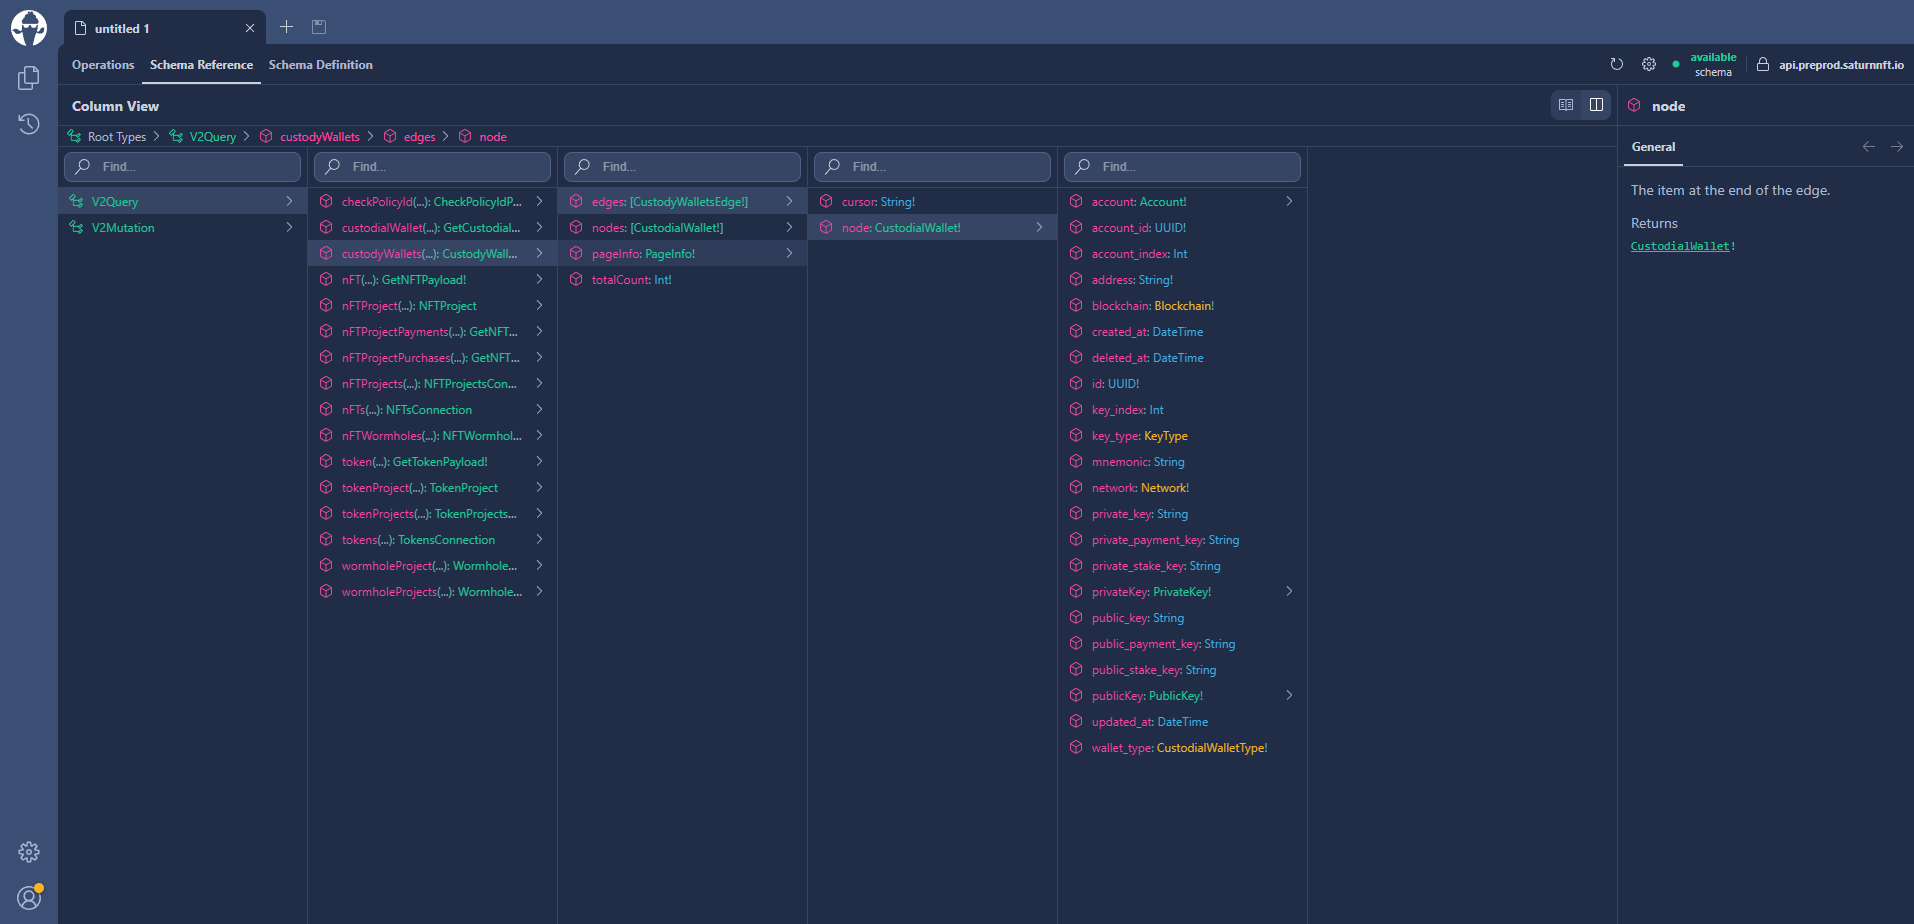 untitled 1
Operations
Schema Reference
Schema Definition
available
schema
api.preprod.saturnnft.io
Column View
Root Types
V2Query
custodyWallets
edges
node
Find...
Find...
Find...
Find...
Find...
V2Query
V2Mutation
checkPolicyId(...): CheckPolicyIdP...
custodialWallet(...): GetCustodial...
custodyWallets(...): CustodyWall...
nFT(...): GetNFTPayload!
nFTProject(...): NFTProject
nFTProjectPayments(...): GetNFT...
nFTProjectPurchases(...): GetNFT...
nFTProjects(...): NFTProjectsCon...
nFTs(...): NFTsConnection
nFTWormholes(...): NFTWormhol...
token(...): GetTokenPayload!
tokenProject(...): TokenProject
tokenProjects(...): TokenProjects...
tokens(...): TokensConnection
wormholeProject(...): Wormhole...
wormholeProjects(...): Wormhole...
edges: [CustodyWalletsEdge!]
nodes: [CustodialWallet!]
pageInfo: PageInfo!
totalCount: Int!
cursor: String!
node: CustodialWallet!
account: Account!
account_id: UUID!
account_index: Int
address: String!
blockchain: Blockchain!
created_at: DateTime
deleted_at: DateTime
id: UUID!
key_index: Int
key_type: KeyType
mnemonic: String
network: Network!
private_key: String
private_payment_key: String
private_stake_key: String
privateKey: PrivateKey!
public_key: String
public_payment_key: String
public_stake_key: String
publicKey: PublicKey!
updated_at: DateTime
wallet_type: CustodialWalletType!
node
General
The item at the end of the edge.
Returns
CustodialWallet!